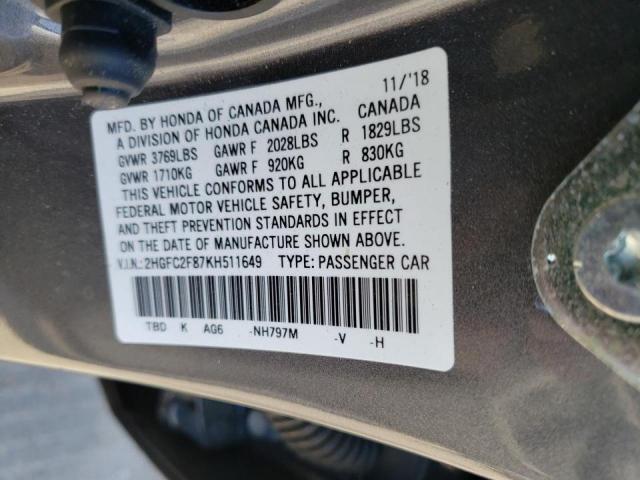 11/'18
MFD. BY HONDA OF CANADA MFG.,
A DIVISION OF HONDA CANADA INC. CANADA
GVWR 3769LBS GAWR F 2028LBS R 1829LBS
GVWR 1710KG GAWR F 920KG R 830KG
THIS VEHICLE CONFORMS TO ALL APPLICABLE
FEDERAL MOTOR VEHICLE SAFETY, BUMPER,
AND THEFT PREVENTION STANDARDS IN EFFECT
ON THE DATE OF MANUFACTURE SHOWN ABOVE.
V.I.N.: 2HGFC2F87KH511649 TYPE: PASSENGER CAR
TBD K AG6 -NH797M -V -H